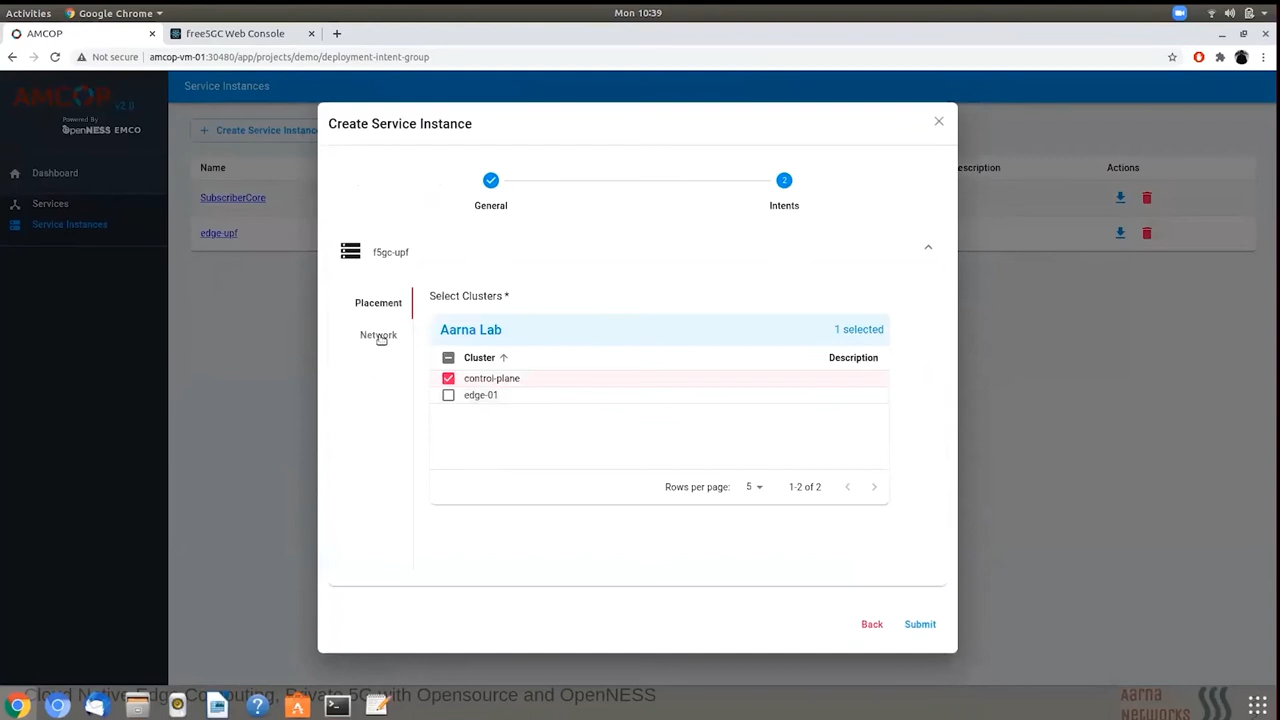 Activities
Google Chrome
Mon 10:39
AMCOP
free5GC Web Console
Not secure
amcop-vm-01:30480/app/projects/demo/deployment-intent-group
AMCOP v2.0
Powered By
OpenNESS EMCO
Dashboard
Services
Service Instances
Service Instances
+ Create Service Instance
Name
escription
Actions
SubscriberCore
edge-upf
Create Service Instance
2
General
Intents
f5gc-upf
Placement
Network
Select Clusters *
Aarna Lab
1 selected
Cluster
Description
control-plane
edge-01
Rows per page:
5
1-2 of 2
Back
Submit
Cloud Native Edge Computing, Private 5G with Opensource and OpenNESS
Aarna
Networks